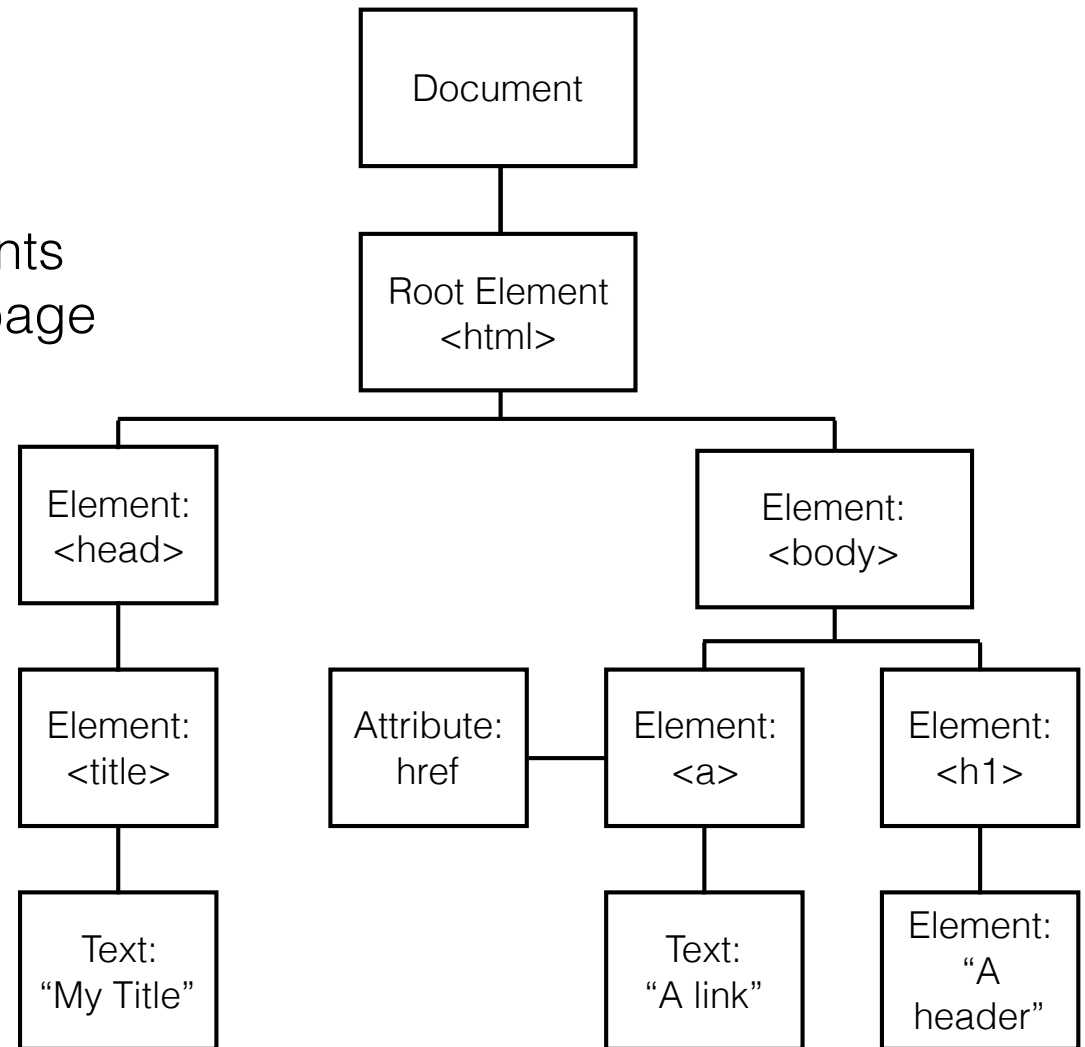 Document
nts
page
Root Element
<html>
Element:
<head>
Element:
<body>
Element:
<title>
Attribute:
href
Element:
<a>
Element:
<h1>
Text:
“My Title”
Text:
“A link”
Element:
“A
header”